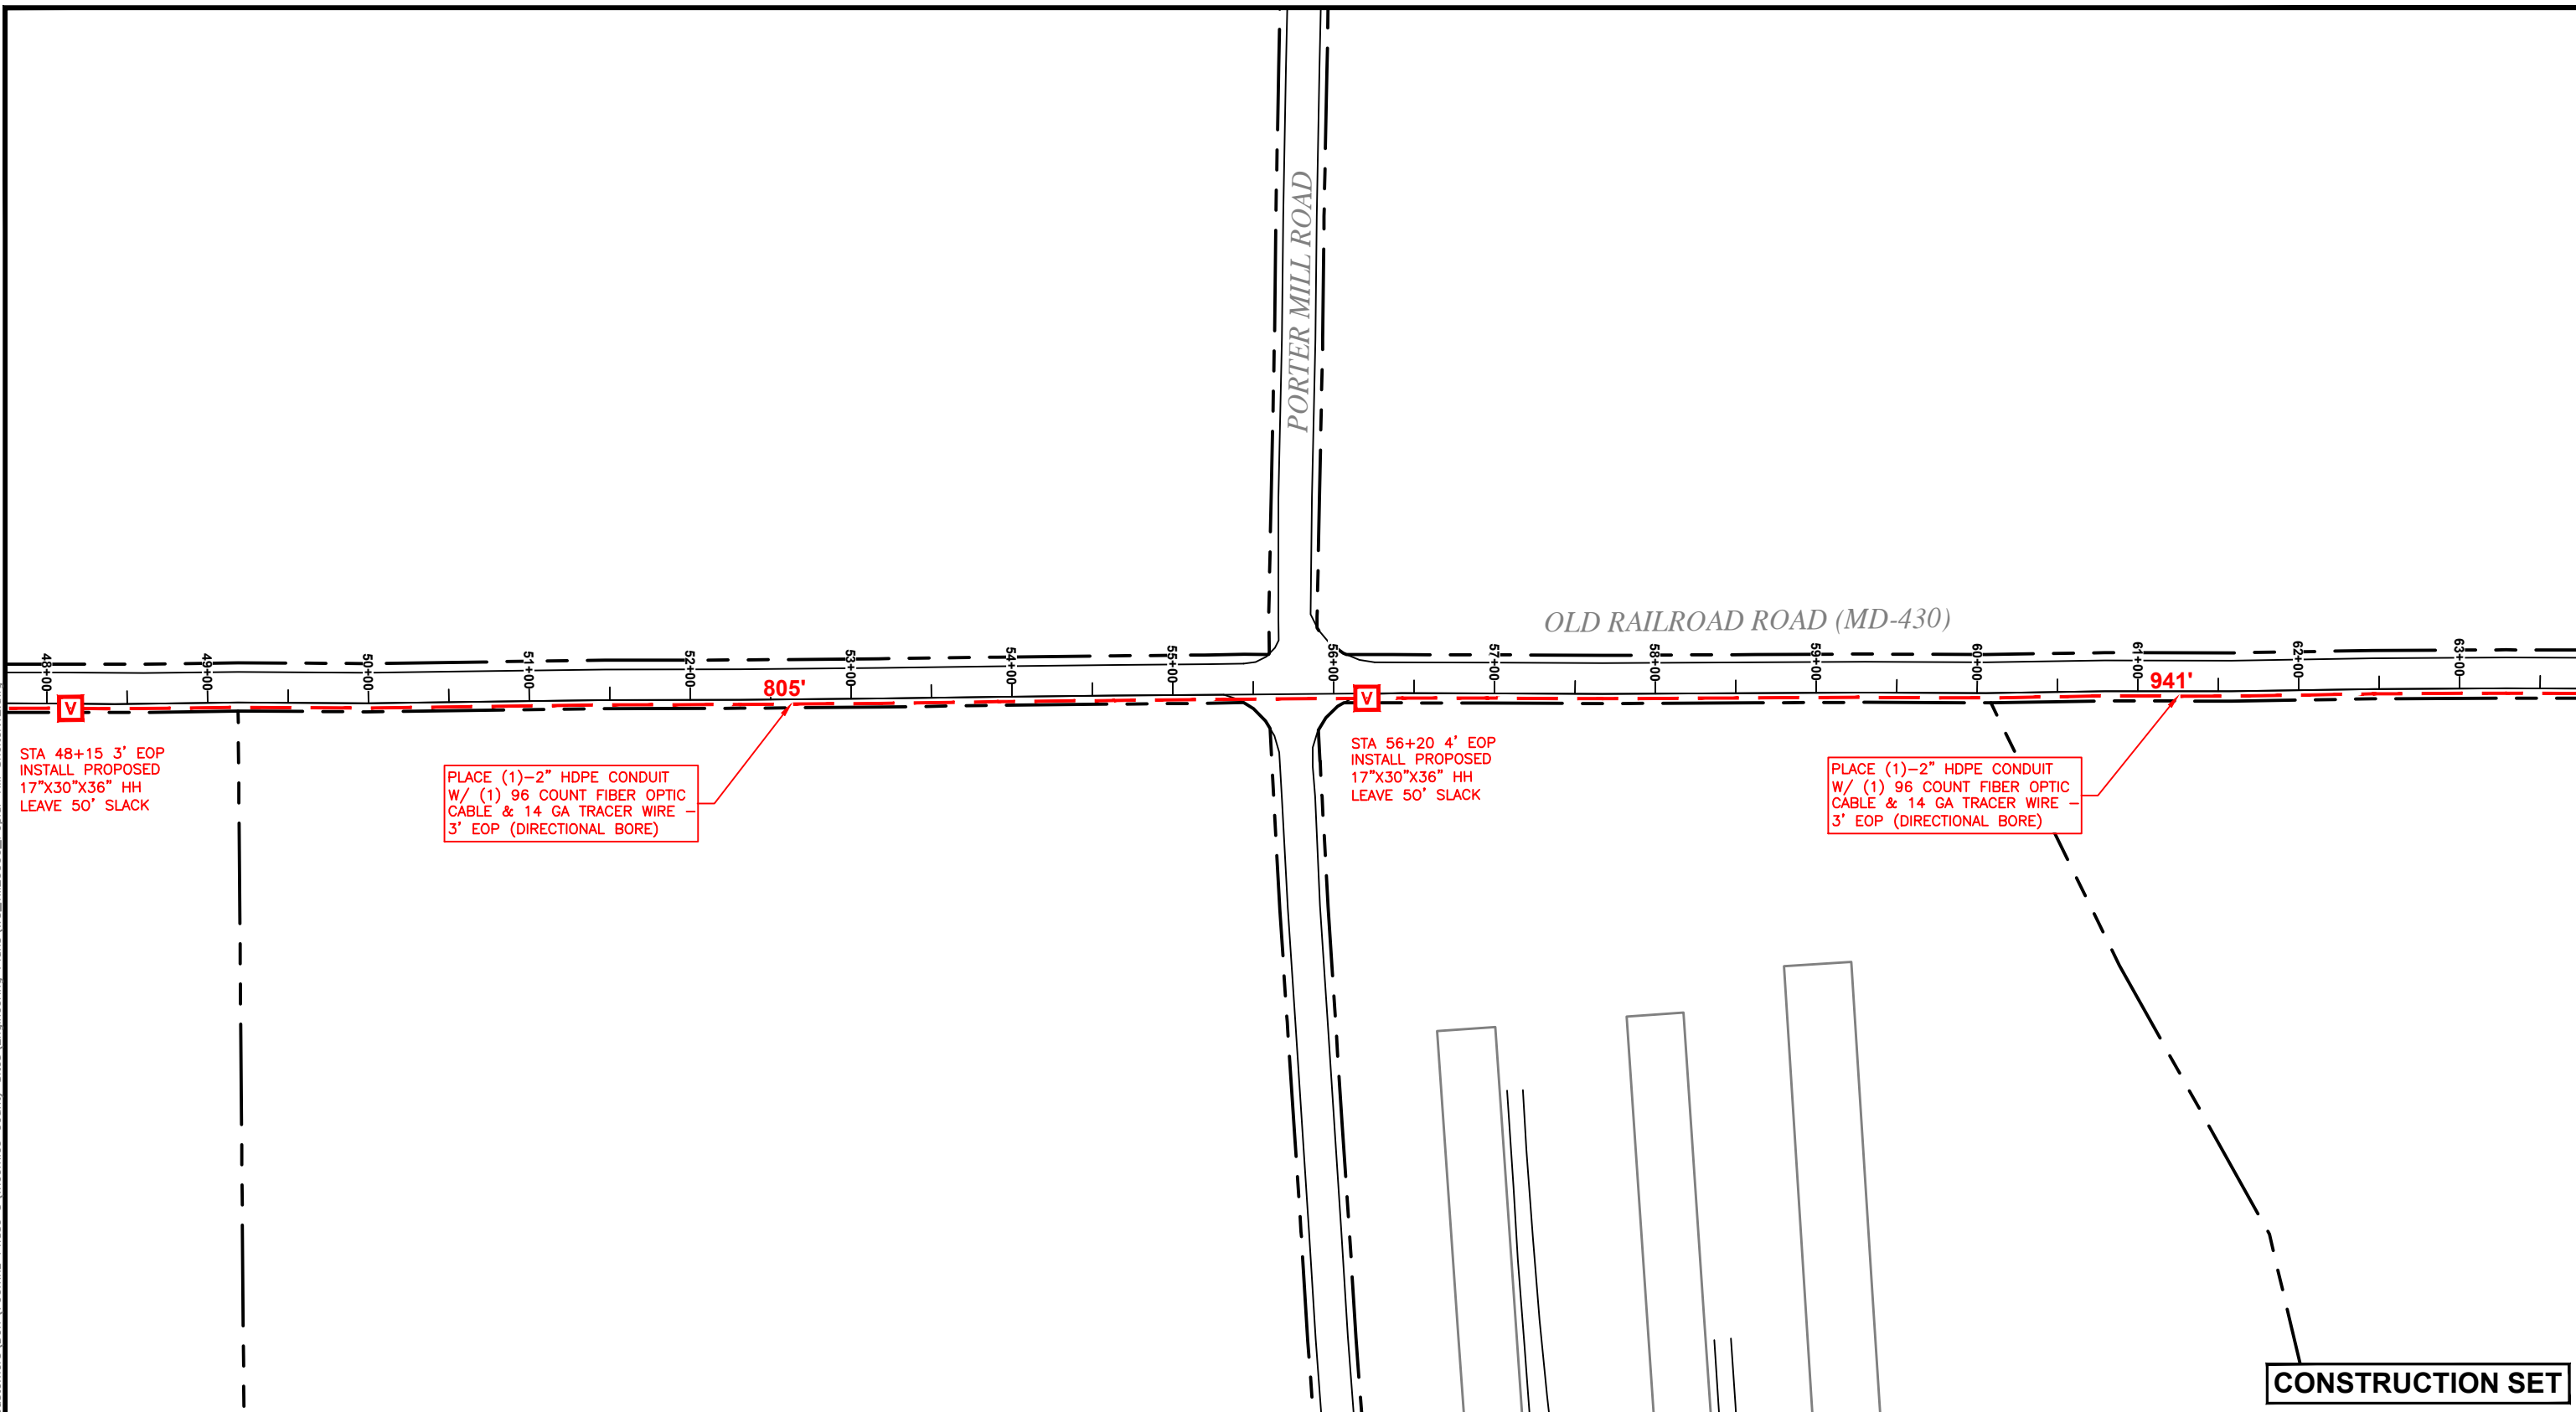 PORTER MILL ROAD
OLD RAILROAD ROAD (MD-430)
48+00
49+00
50+00
51+00
52+00
53+00
54+00
55+00
56+00
57+00
58+00
59+00
60+00
61+00
62+00
63+00
805'
941'
V
V
STA 48+15 3' EOP
INSTALL PROPOSED
17"X30"X36" HH
LEAVE 50' SLACK
PLACE (1)-2" HDPE CONDUIT
W/ (1) 96 COUNT FIBER OPTIC
CABLE & 14 GA TRACER WIRE -
3' EOP (DIRECTIONAL BORE)
STA 56+20 4' EOP
INSTALL PROPOSED
17"X30"X36" HH
LEAVE 50' SLACK
PLACE (1)-2" HDPE CONDUIT
W/ (1) 96 COUNT FIBER OPTIC
CABLE & 14 GA TRACER WIRE -
3' EOP (DIRECTIONAL BORE)
CONSTRUCTION SET